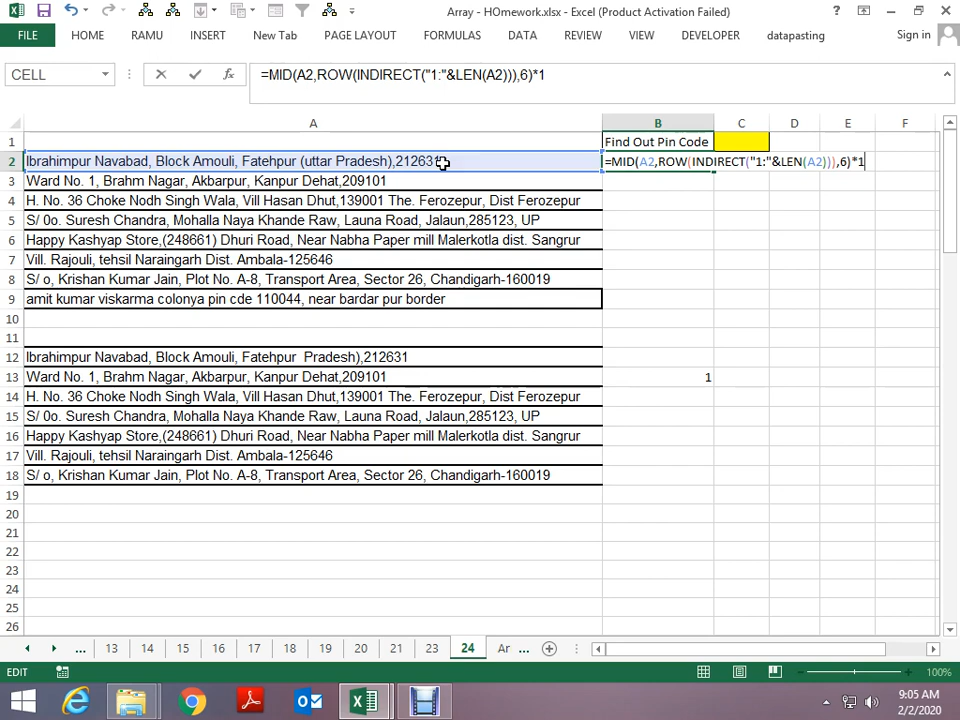 Array - HOmework.xlsx - Excel (Product Activation Failed)
FILE HOME RAMU INSERT New Tab PAGE LAYOUT FORMULAS DATA REVIEW VIEW DEVELOPER datapasting Sign in
CELL =MID(A2,ROW(INDIRECT("1:"&LEN(A2))),6)*1
A B C D E F
1 Find Out Pin Code
2 Ibrahimpur Navabad, Block Amouli, Fatehpur (uttar Pradesh),212631 =MID(A2,ROW(INDIRECT("1:"&LEN(A2))),6)*1
3 Ward No. 1, Brahm Nagar, Akbarpur, Kanpur Dehat,209101
4 H. No. 36 Choke Nodh Singh Wala, Vill Hasan Dhut,139001 The. Ferozepur, Dist Ferozepur
5 S/ 0o. Suresh Chandra, Mohalla Naya Khande Raw, Launa Road, Jalaun,285123, UP
6 Happy Kashyap Store,(248661) Dhuri Road, Near Nabha Paper mill Malerkotla dist. Sangrur
7 Vill. Rajouli, tehsil Naraingarh Dist. Ambala-125646
8 S/ o, Krishan Kumar Jain, Plot No. A-8, Transport Area, Sector 26, Chandigarh-160019
9 amit kumar viskarma colonya pin cde 110044, near bardar pur border
10
11
12 Ibrahimpur Navabad, Block Amouli, Fatehpur  Pradesh),212631
13 Ward No. 1, Brahm Nagar, Akbarpur, Kanpur Dehat,209101 1
14 H. No. 36 Choke Nodh Singh Wala, Vill Hasan Dhut,139001 The. Ferozepur, Dist Ferozepur
15 S/ 0o. Suresh Chandra, Mohalla Naya Khande Raw, Launa Road, Jalaun,285123, UP
16 Happy Kashyap Store,(248661) Dhuri Road, Near Nabha Paper mill Malerkotla dist. Sangrur
17 Vill. Rajouli, tehsil Naraingarh Dist. Ambala-125646
18 S/ o, Krishan Kumar Jain, Plot No. A-8, Transport Area, Sector 26, Chandigarh-160019
19
20
21
22
23
24
25
26
... 13 14 15 16 17 18 19 20 21 22 23 24 Ar ...
EDIT 100%
9:05 AM
2/2/2020